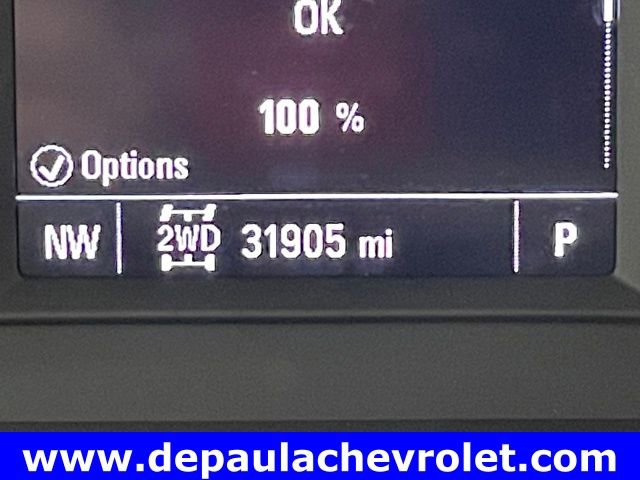 OK
100 %
Options
NW 2WD 31905 mi P
www.depaulachevrolet.com